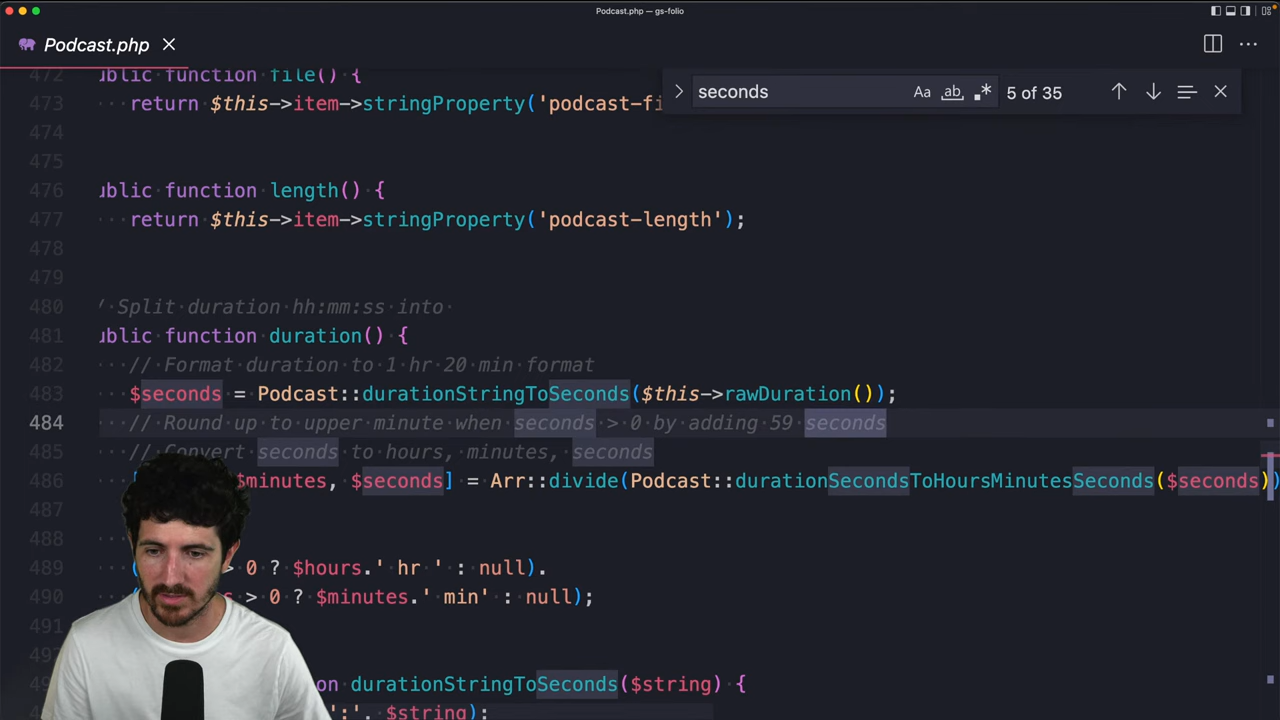 Podcast.php — gs-folio
Podcast.php
seconds
Aa
ab
.*
5 of 35
472 ublic function file() {
473 return $this->item->stringProperty('podcast-fi
474
475
476 ublic function length() {
477 return $this->item->stringProperty('podcast-length');
478
479
480 / Split duration hh:mm:ss into
481 ublic function duration() {
482 // Format duration to 1 hr 20 min format
483 $seconds = Podcast::durationStringToSeconds($this->rawDuration());
484 // Round up to upper minute when seconds > 0 by adding 59 seconds
485 // Convert seconds to hours, minutes, seconds
486 $minutes, $seconds] = Arr::divide(Podcast::durationSecondsToHoursMinutesSeconds($seconds))
487
488
489 > 0 ? $hours.' hr ' : null).
490 > 0 ? $minutes.' min' : null);
491
durationStringToSeconds($string) {
':', $string);